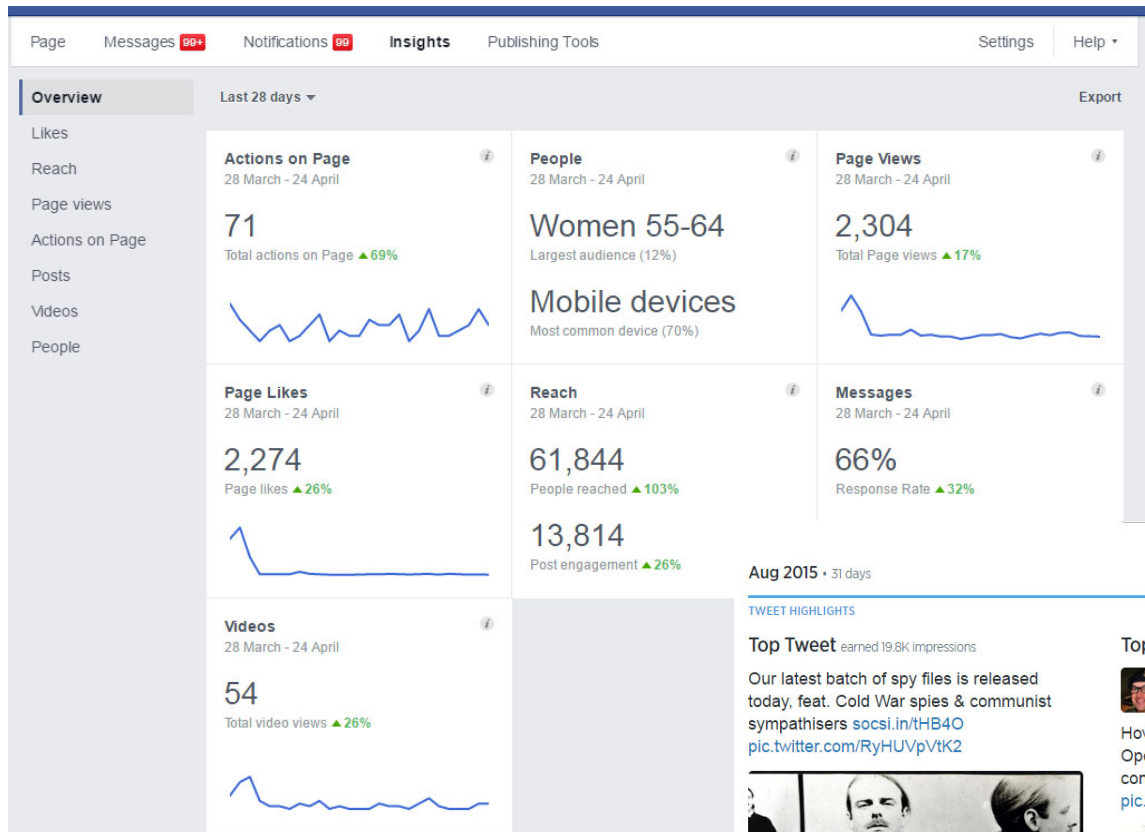 Page Messages 99+ Notifications 99 Insights Publishing Tools Settings Help
Overview
Likes
Reach
Page views
Actions on Page
Posts
Videos
People
Last 28 days
Export
Actions on Page
28 March - 24 April
71
Total actions on Page ▲69%
People
28 March - 24 April
Women 55-64
Largest audience (12%)
Mobile devices
Most common device (70%)
Page Views
28 March - 24 April
2,304
Total Page views ▲17%
Page Likes
28 March - 24 April
2,274
Page likes ▲26%
Reach
28 March - 24 April
61,844
People reached ▲103%
13,814
Post engagement ▲26%
Messages
28 March - 24 April
66%
Response Rate ▲32%
Videos
28 March - 24 April
54
Total video views ▲26%
Aug 2015 • 31 days
TWEET HIGHLIGHTS
Top Tweet earned 19.8K impressions
Our latest batch of spy files is released
today, feat. Cold War spies & communist
sympathisers socsi.in/tHB4O
pic.twitter.com/RyHUVpVtK2
pic.